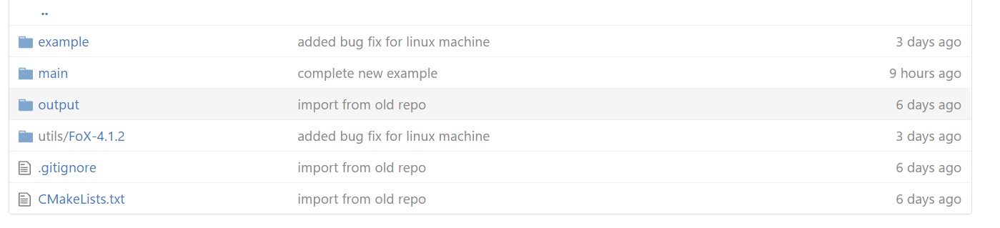 ..
example added bug fix for linux machine 3 days ago
main complete new example 9 hours ago
output import from old repo 6 days ago
utils/FoX-4.1.2 added bug fix for linux machine 3 days ago
.gitignore import from old repo 6 days ago
CMakeLists.txt import from old repo 6 days ago